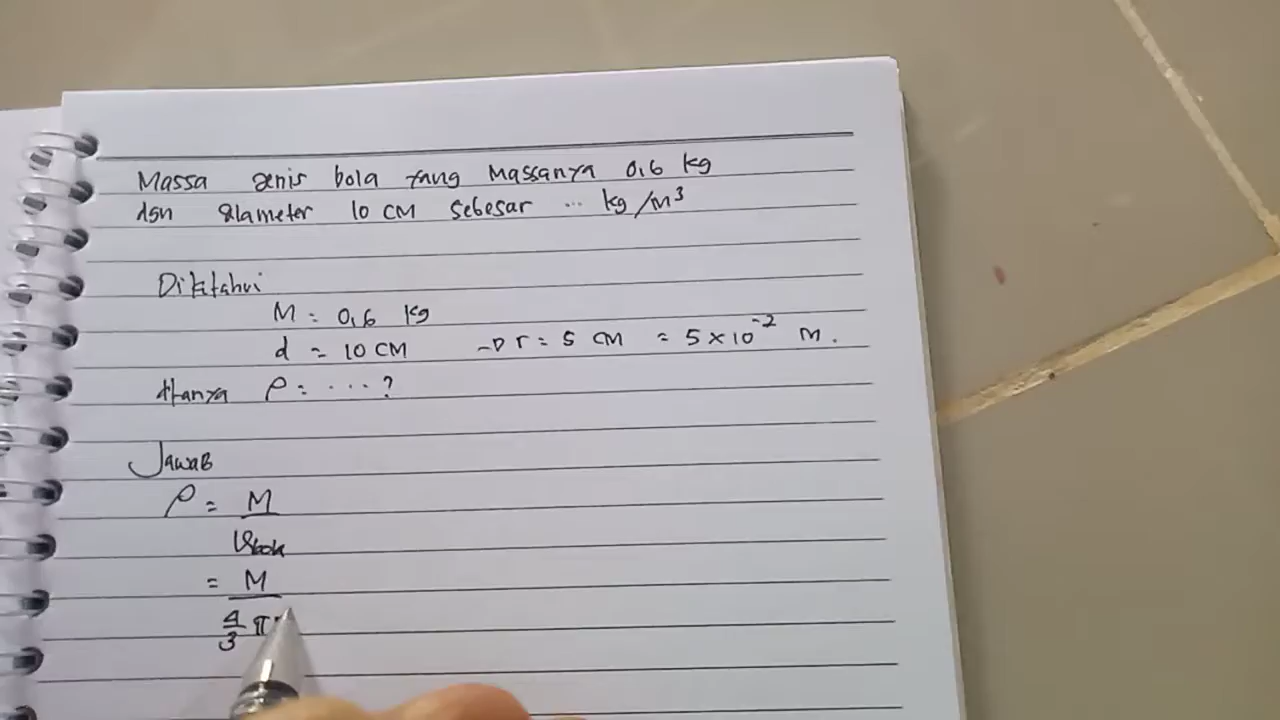 Massa jenis bola yang Massanya 0,6 kg
dgn diameter 10 CM sebesar ... kg/m³
Diketahui
M = 0,6 kg
d = 10 CM → r = 5 CM = 5 × 10⁻² M.
ditanya ρ = .... ?
Jawab
ρ = M
Vbola
= M
4/3 π